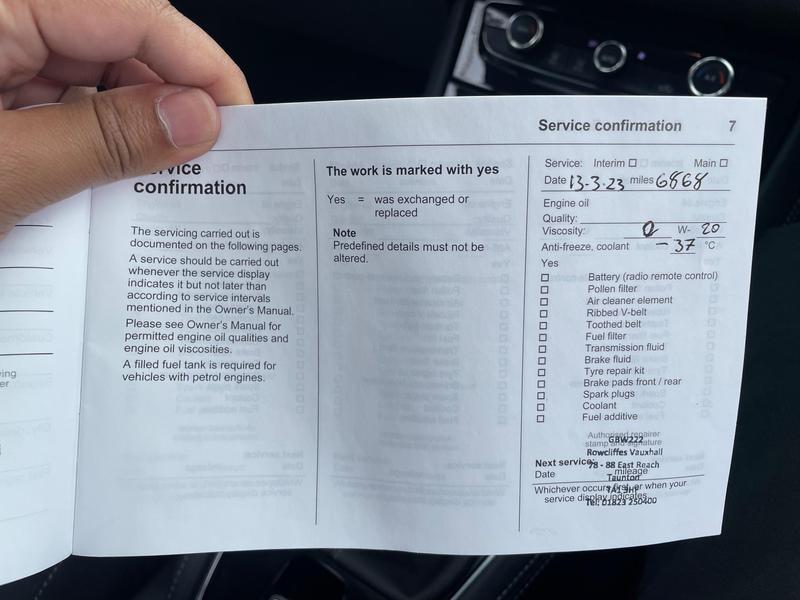 Service confirmation 7
confirmation
The servicing carried out is
documented on the following pages.
A service should be carried out
whenever the service display
indicates it but not later than
according to service intervals
mentioned in the Owner's Manual.
Please see Owner's Manual for
permitted engine oil qualities and
engine oil viscosities.
A filled fuel tank is required for
vehicles with petrol engines.
The work is marked with yes
Yes = was exchanged or
replaced
Note
Predefined details must not be
altered.
Service: Interim ☐ Main ☐
Date 13-3-23 miles 6868
Engine oil
Quality:
Viscosity: 0 W- 20
Anti-freeze, coolant - 37 °C
Yes
☐ Battery (radio remote control)
☐ Pollen filter
☐ Air cleaner element
☐ Ribbed V-belt
☐ Toothed belt
☐ Fuel filter
☐ Transmission fluid
☐ Brake fluid
☐ Tyre repair kit
☐ Brake pads front / rear
☐ Spark plugs
☐ Coolant
☐ Fuel additive
Authorised repairer
GBW222
stamp and signature
Rowcliffes Vauxhall
Next service:
78 - 88 East Reach
Date mileage
Taunton
Whichever occurs first, or when your
TA1 3HF
service display indicates.
Tel: 01823 250400